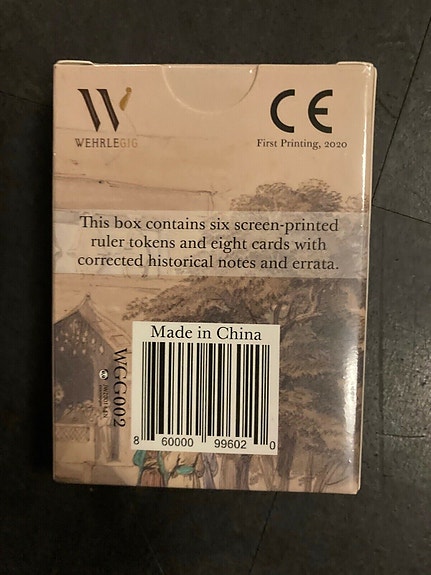 W
WEHRLEGIG
CE
First Printing, 2020
This box contains six screen-printed
ruler tokens and eight cards with
corrected historical notes and errata.
Made in China
8 60000 99602 0
WGG002